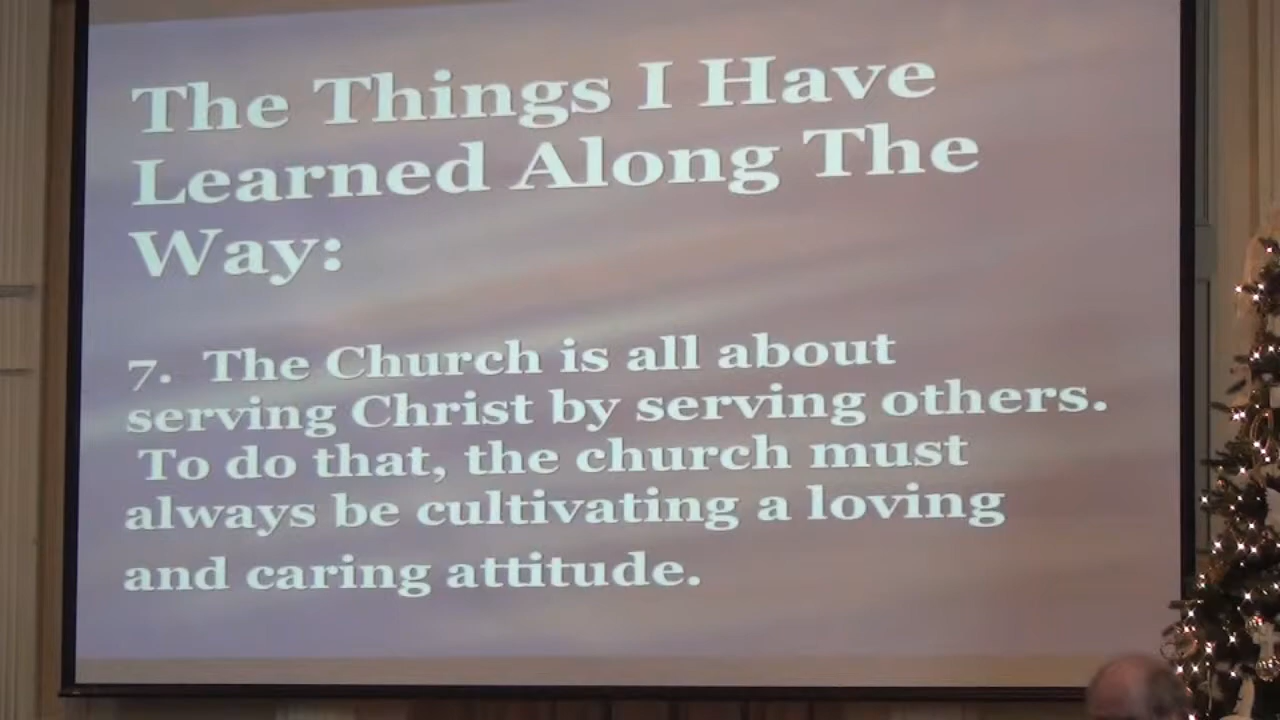 The Things I Have
Learned Along The
Way:
7. The Church is all about
serving Christ by serving others.
To do that, the church must
always be cultivating a loving
and caring attitude.